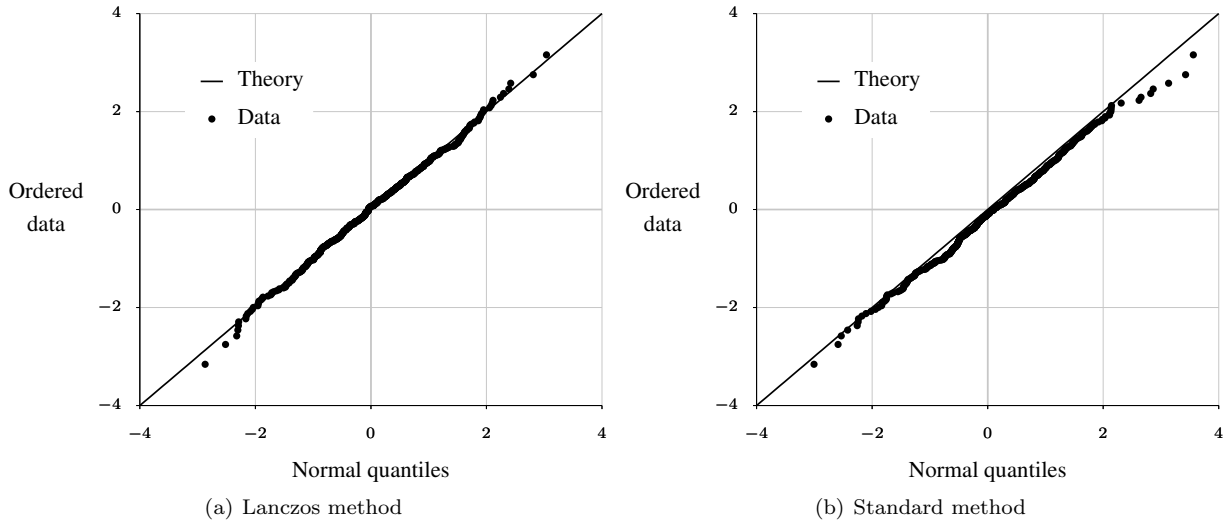 4
2
0
−2
−4
Ordered
data
Theory
Data
−4
−2
0
2
4
Normal quantiles
(a) Lanczos method
4
2
0
−2
−4
Ordered
data
Theory
Data
−4
−2
0
2
4
Normal quantiles
(b) Standard method